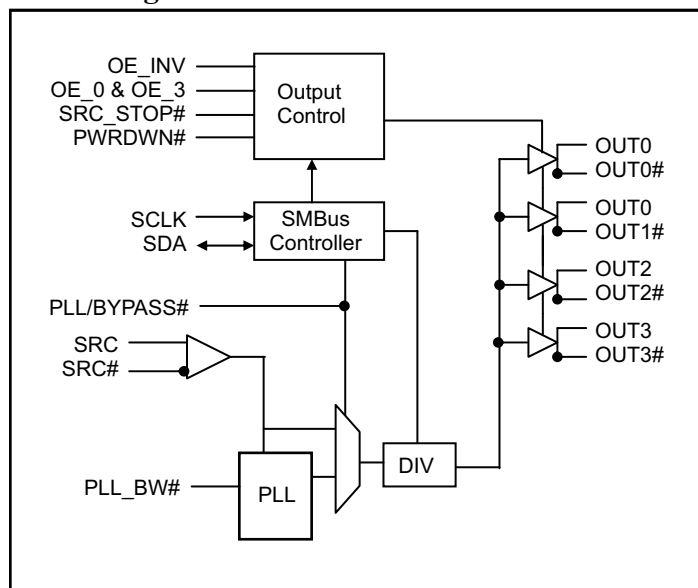 OE_INV
OE_0 & OE_3
SRC_STOP#
PWRDWN#
Output
Control
OUT0
OUT0#
OUT0
OUT1#
OUT2
OUT2#
OUT3
OUT3#
SCLK
SDA
SMBus
Controller
PLL/BYPASS#
SRC
SRC#
PLL_BW#
PLL
DIV